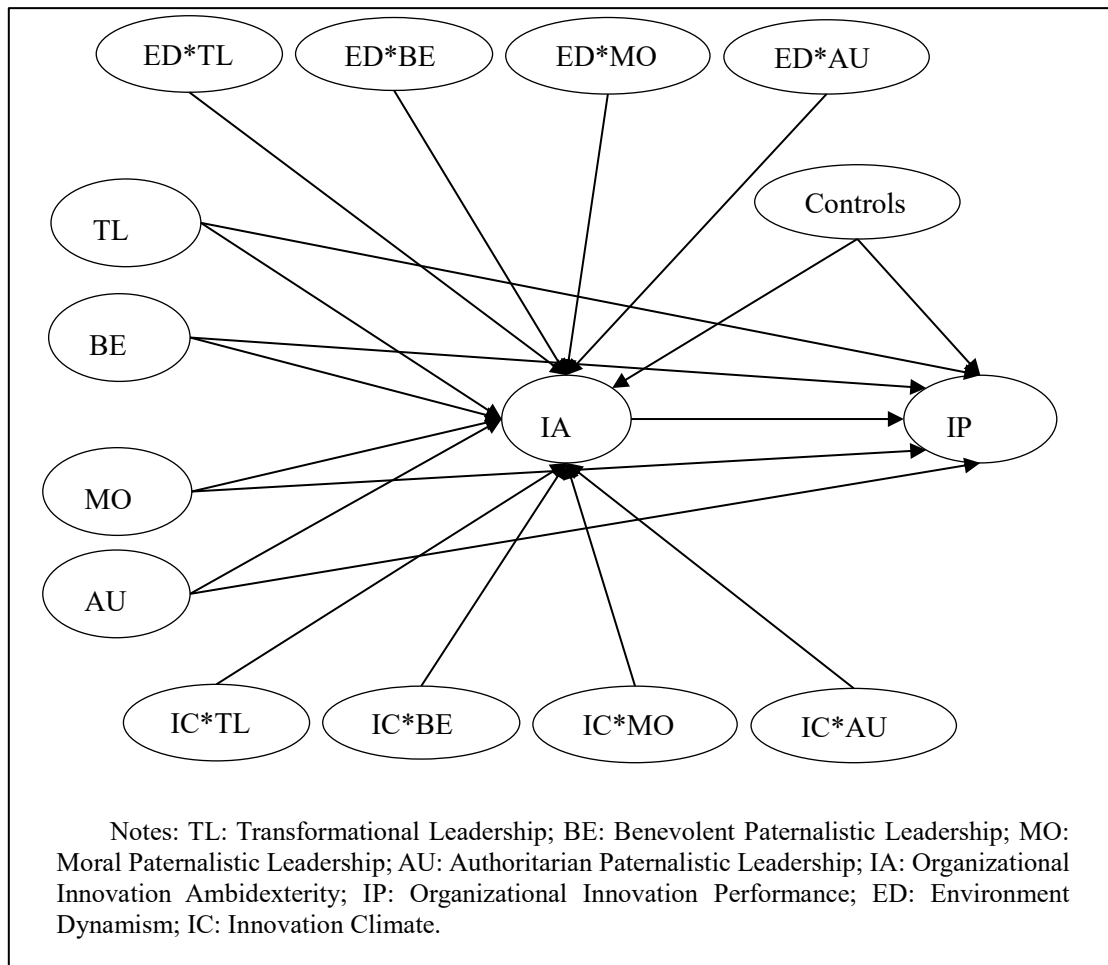 ED*TL
ED*BE
ED*MO
ED*AU
Controls
TL
BE
IA
IP
MO
AU
IC*TL
IC*BE
IC*MO
IC*AU
Notes: TL: Transformational Leadership; BE: Benevolent Paternalistic Leadership; MO:
Moral Paternalistic Leadership; AU: Authoritarian Paternalistic Leadership; IA: Organizational
Innovation Ambidexterity; IP: Organizational Innovation Performance; ED: Environment
Dynamism; IC: Innovation Climate.